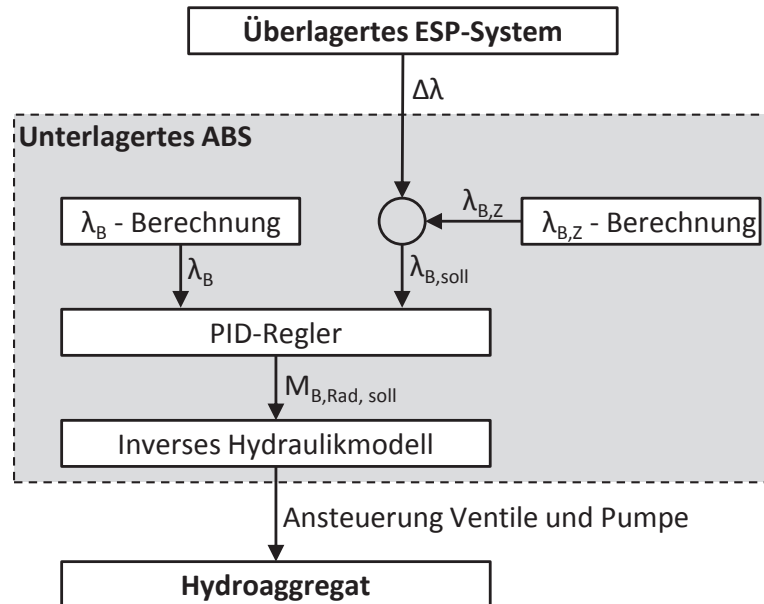 Überlagertes ESP-System
Δλ
Unterlagertes ABS
λB - Berechnung
λB,Z
λB,Z - Berechnung
λB
λB,soll
PID-Regler
MB,Rad, soll
Inverses Hydraulikmodell
Ansteuerung Ventile und Pumpe
Hydroaggregat